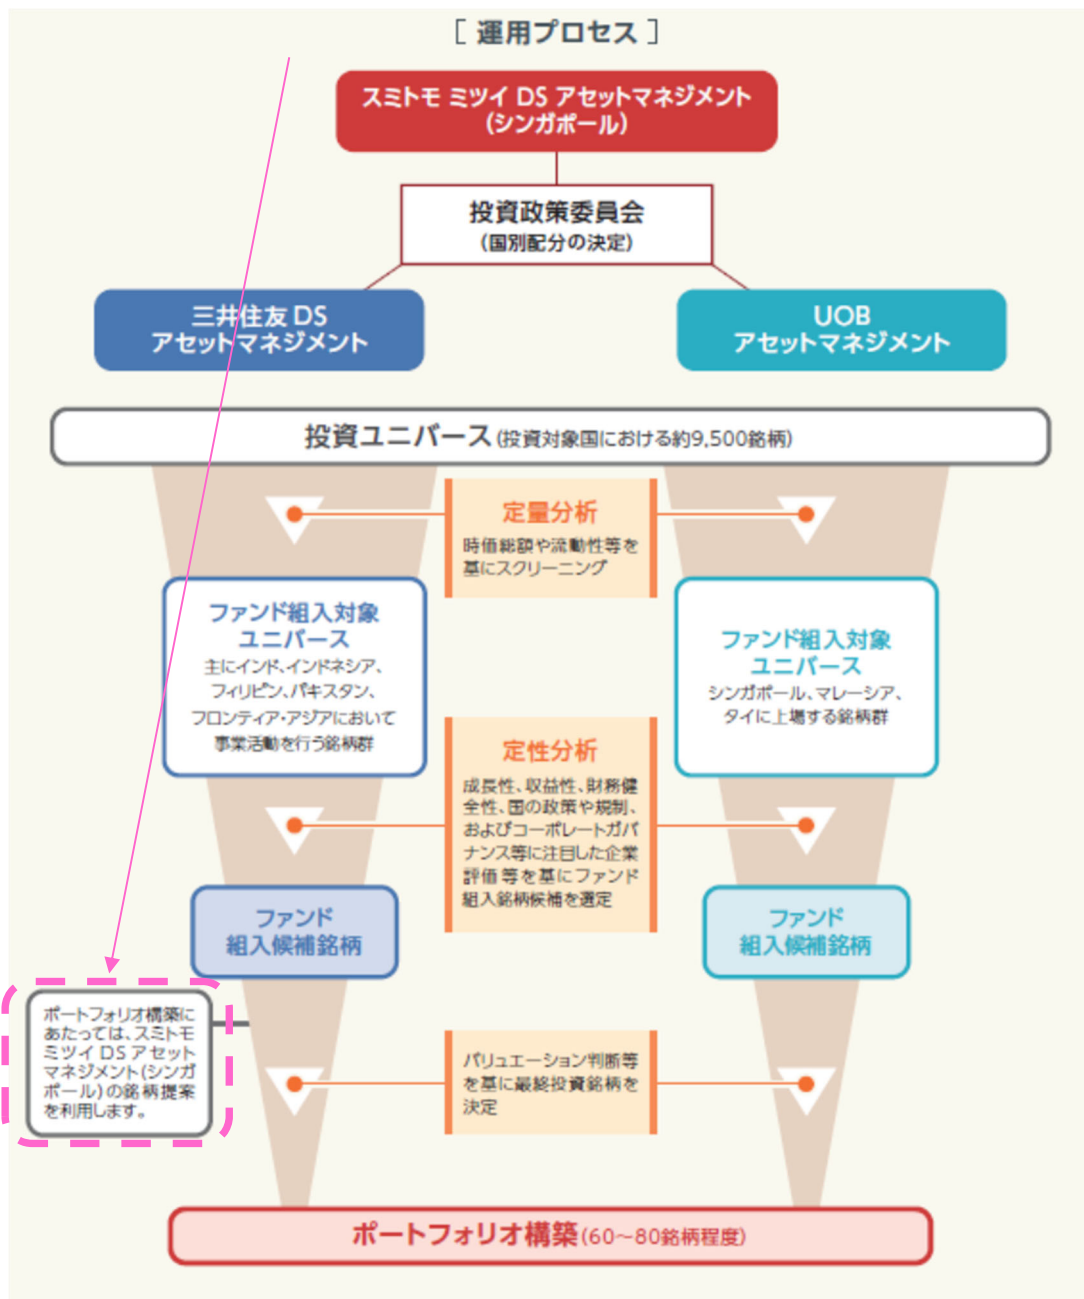 ［ 運用プロセス ］
スミトモ ミツイ DS アセットマネジメント
(シンガポール)
投資政策委員会
(国別配分の決定)
三井住友 DS
アセットマネジメント
UOB
アセットマネジメント
投資ユニバース(投資対象国における約9,500銘柄)
定量分析
時価総額や流動性等を
基にスクリーニング
ファンド組入対象
ユニバース
主にインド、インドネシア、
フィリピン、パキスタン、
フロンティア・アジアにおいて
事業活動を行う銘柄群
ファンド組入対象
ユニバース
シンガポール、マレーシア、
タイに上場する銘柄群
定性分析
成長性、収益性、財務健
全性、国の政策や規制、
およびコーポレートガバ
ナンス等に注目した企業
評価等を基にファンド
組入銘柄候補を選定
ファンド
組入候補銘柄
ファンド
組入候補銘柄
ポートフォリオ構築に
あたっては、スミトモ
ミツイ DS アセット
マネジメント(シンガ
ポール)の銘柄提案
を利用します。
バリュエーション判断等
を基に最終投資銘柄を
決定
ポートフォリオ構築(60～80銘柄程度)